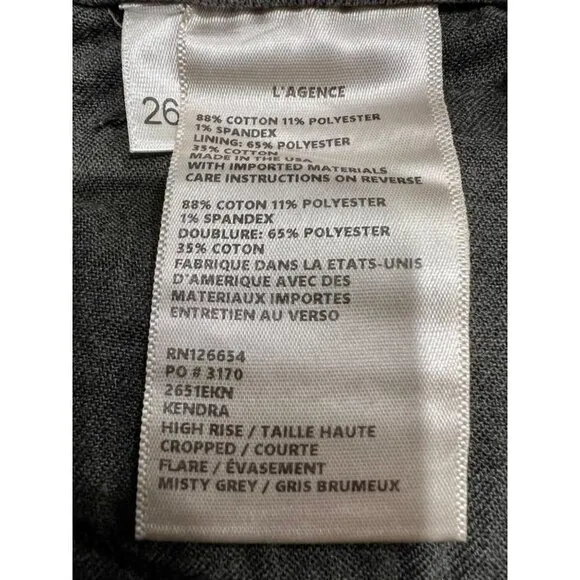 26
L'AGENCE
88% COTTON 11% POLYESTER
1% SPANDEX
LINING: 65% POLYESTER
35% COTTON
MADE IN THE USA
WITH IMPORTED MATERIALS
CARE INSTRUCTIONS ON REVERSE
88% COTON 11% POLYESTER
1% SPANDEX
DOUBLURE: 65% POLYESTER
35% COTON
FABRIQUE DANS LA ETATS-UNIS
D'AMERIQUE AVEC DES
MATERIAUX IMPORTES
ENTRETIEN AU VERSO
RN126654
PO # 3170
2651EKN
KENDRA
HIGH RISE / TAILLE HAUTE
CROPPED / COURTE
FLARE / ÉVASEMENT
MISTY GREY / GRIS BRUMEUX